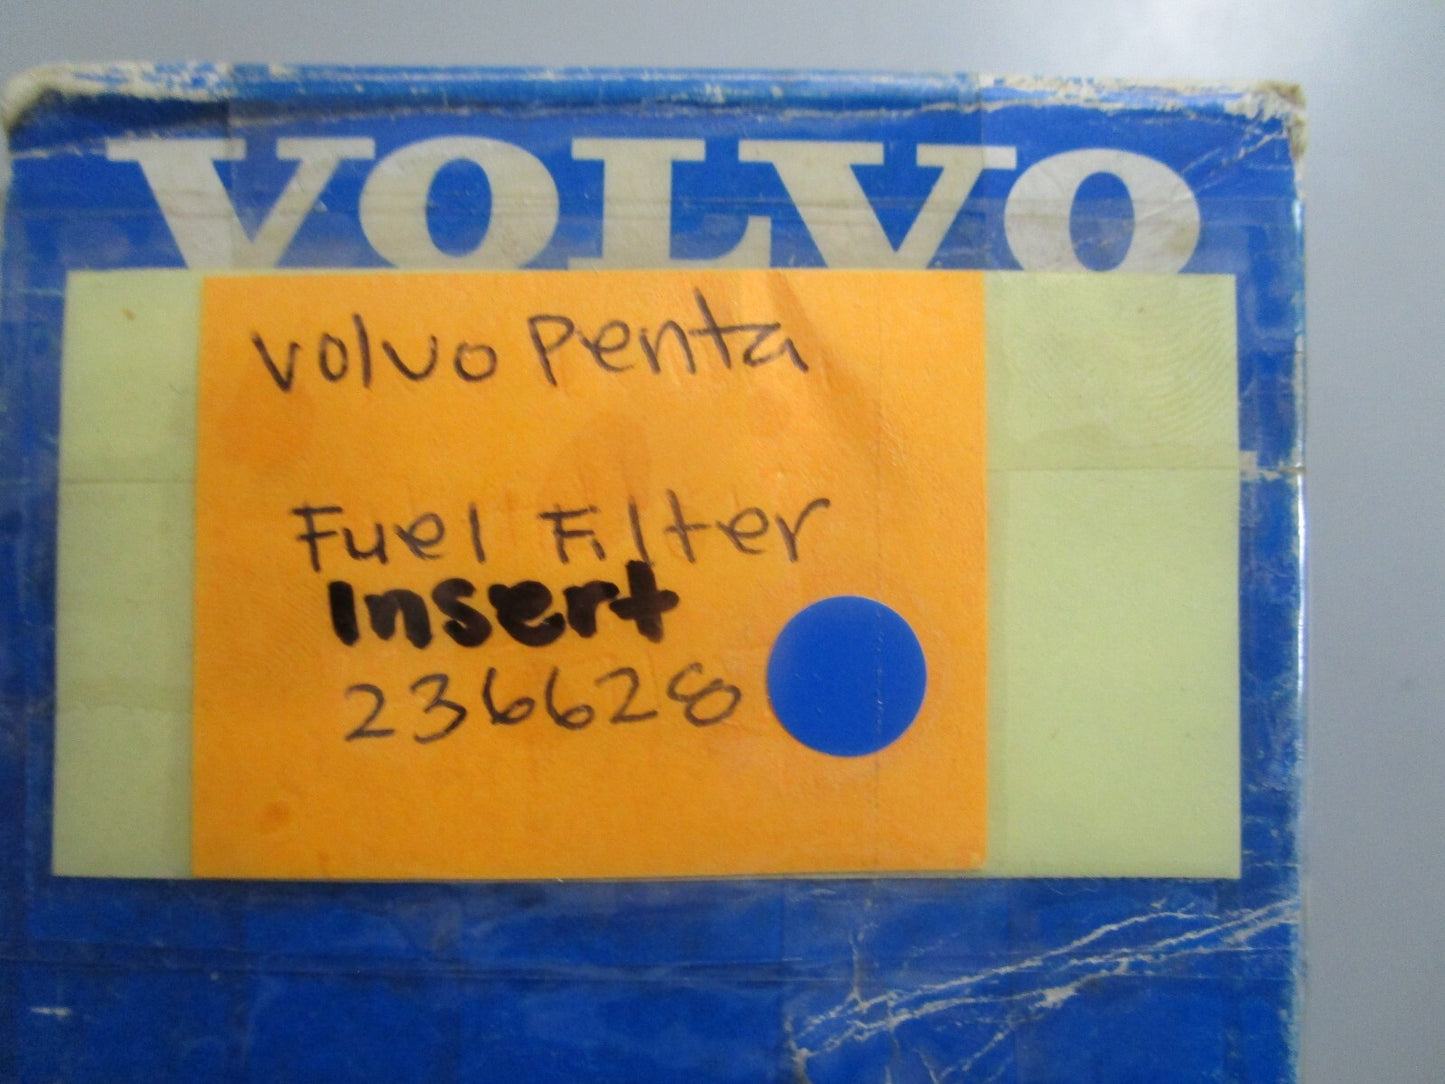 VOLVO
Volvo Penta
Fuel Filter
Insert
236628